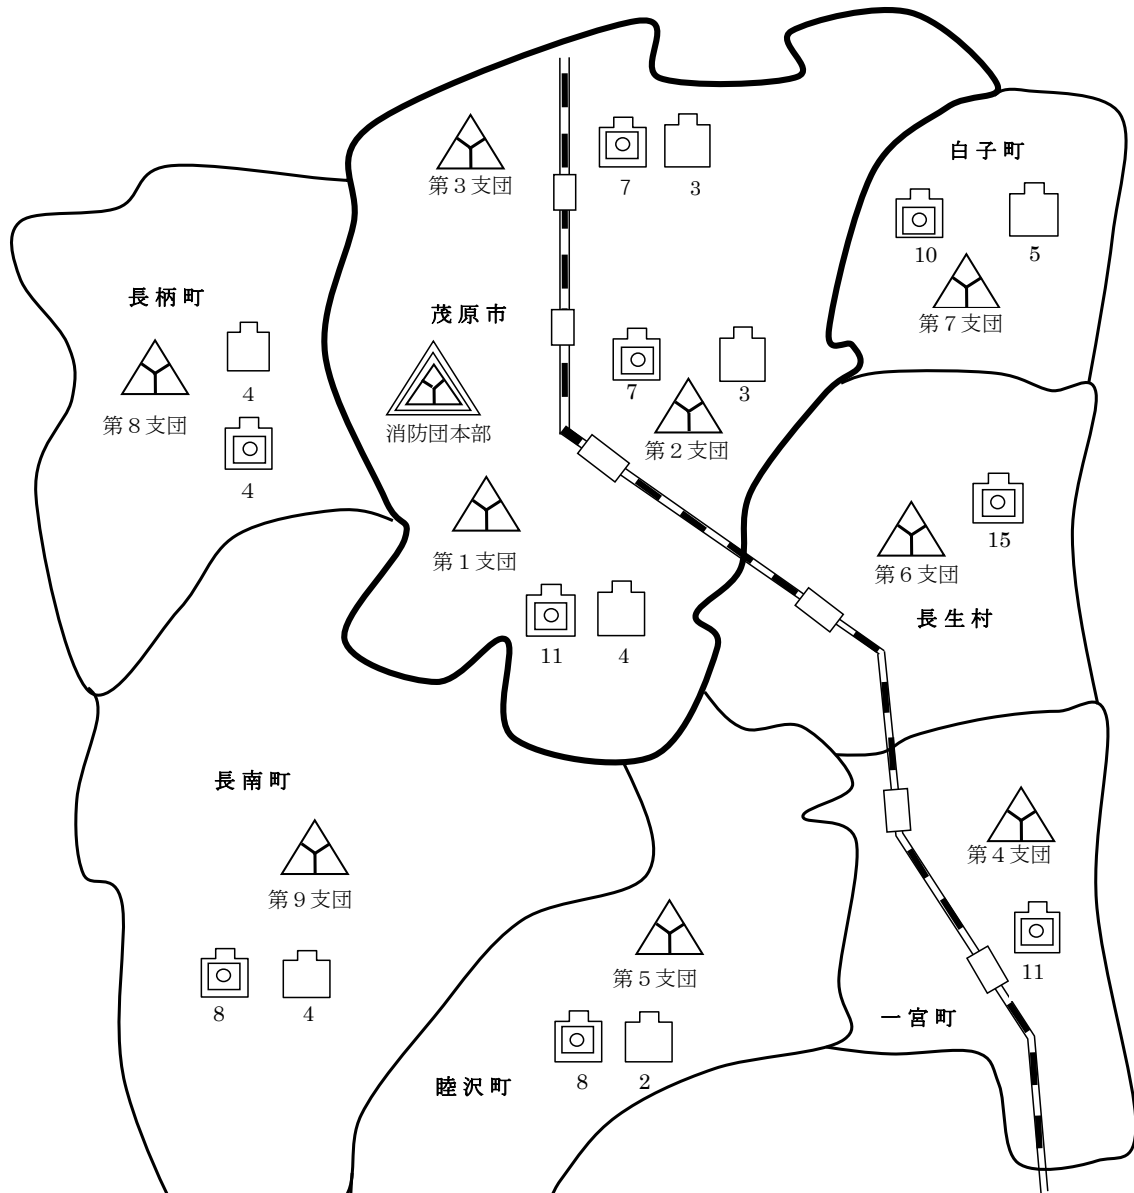 第３支団
7
3
白子町
10
5
第７支団
長柄町
茂原市
4
第８支団
4
消防団本部
7
3
第２支団
第１支団
11
4
15
第６支団
長生村
長南町
第９支団
8
4
第４支団
11
一宮町
第５支団
睦沢町
8
2